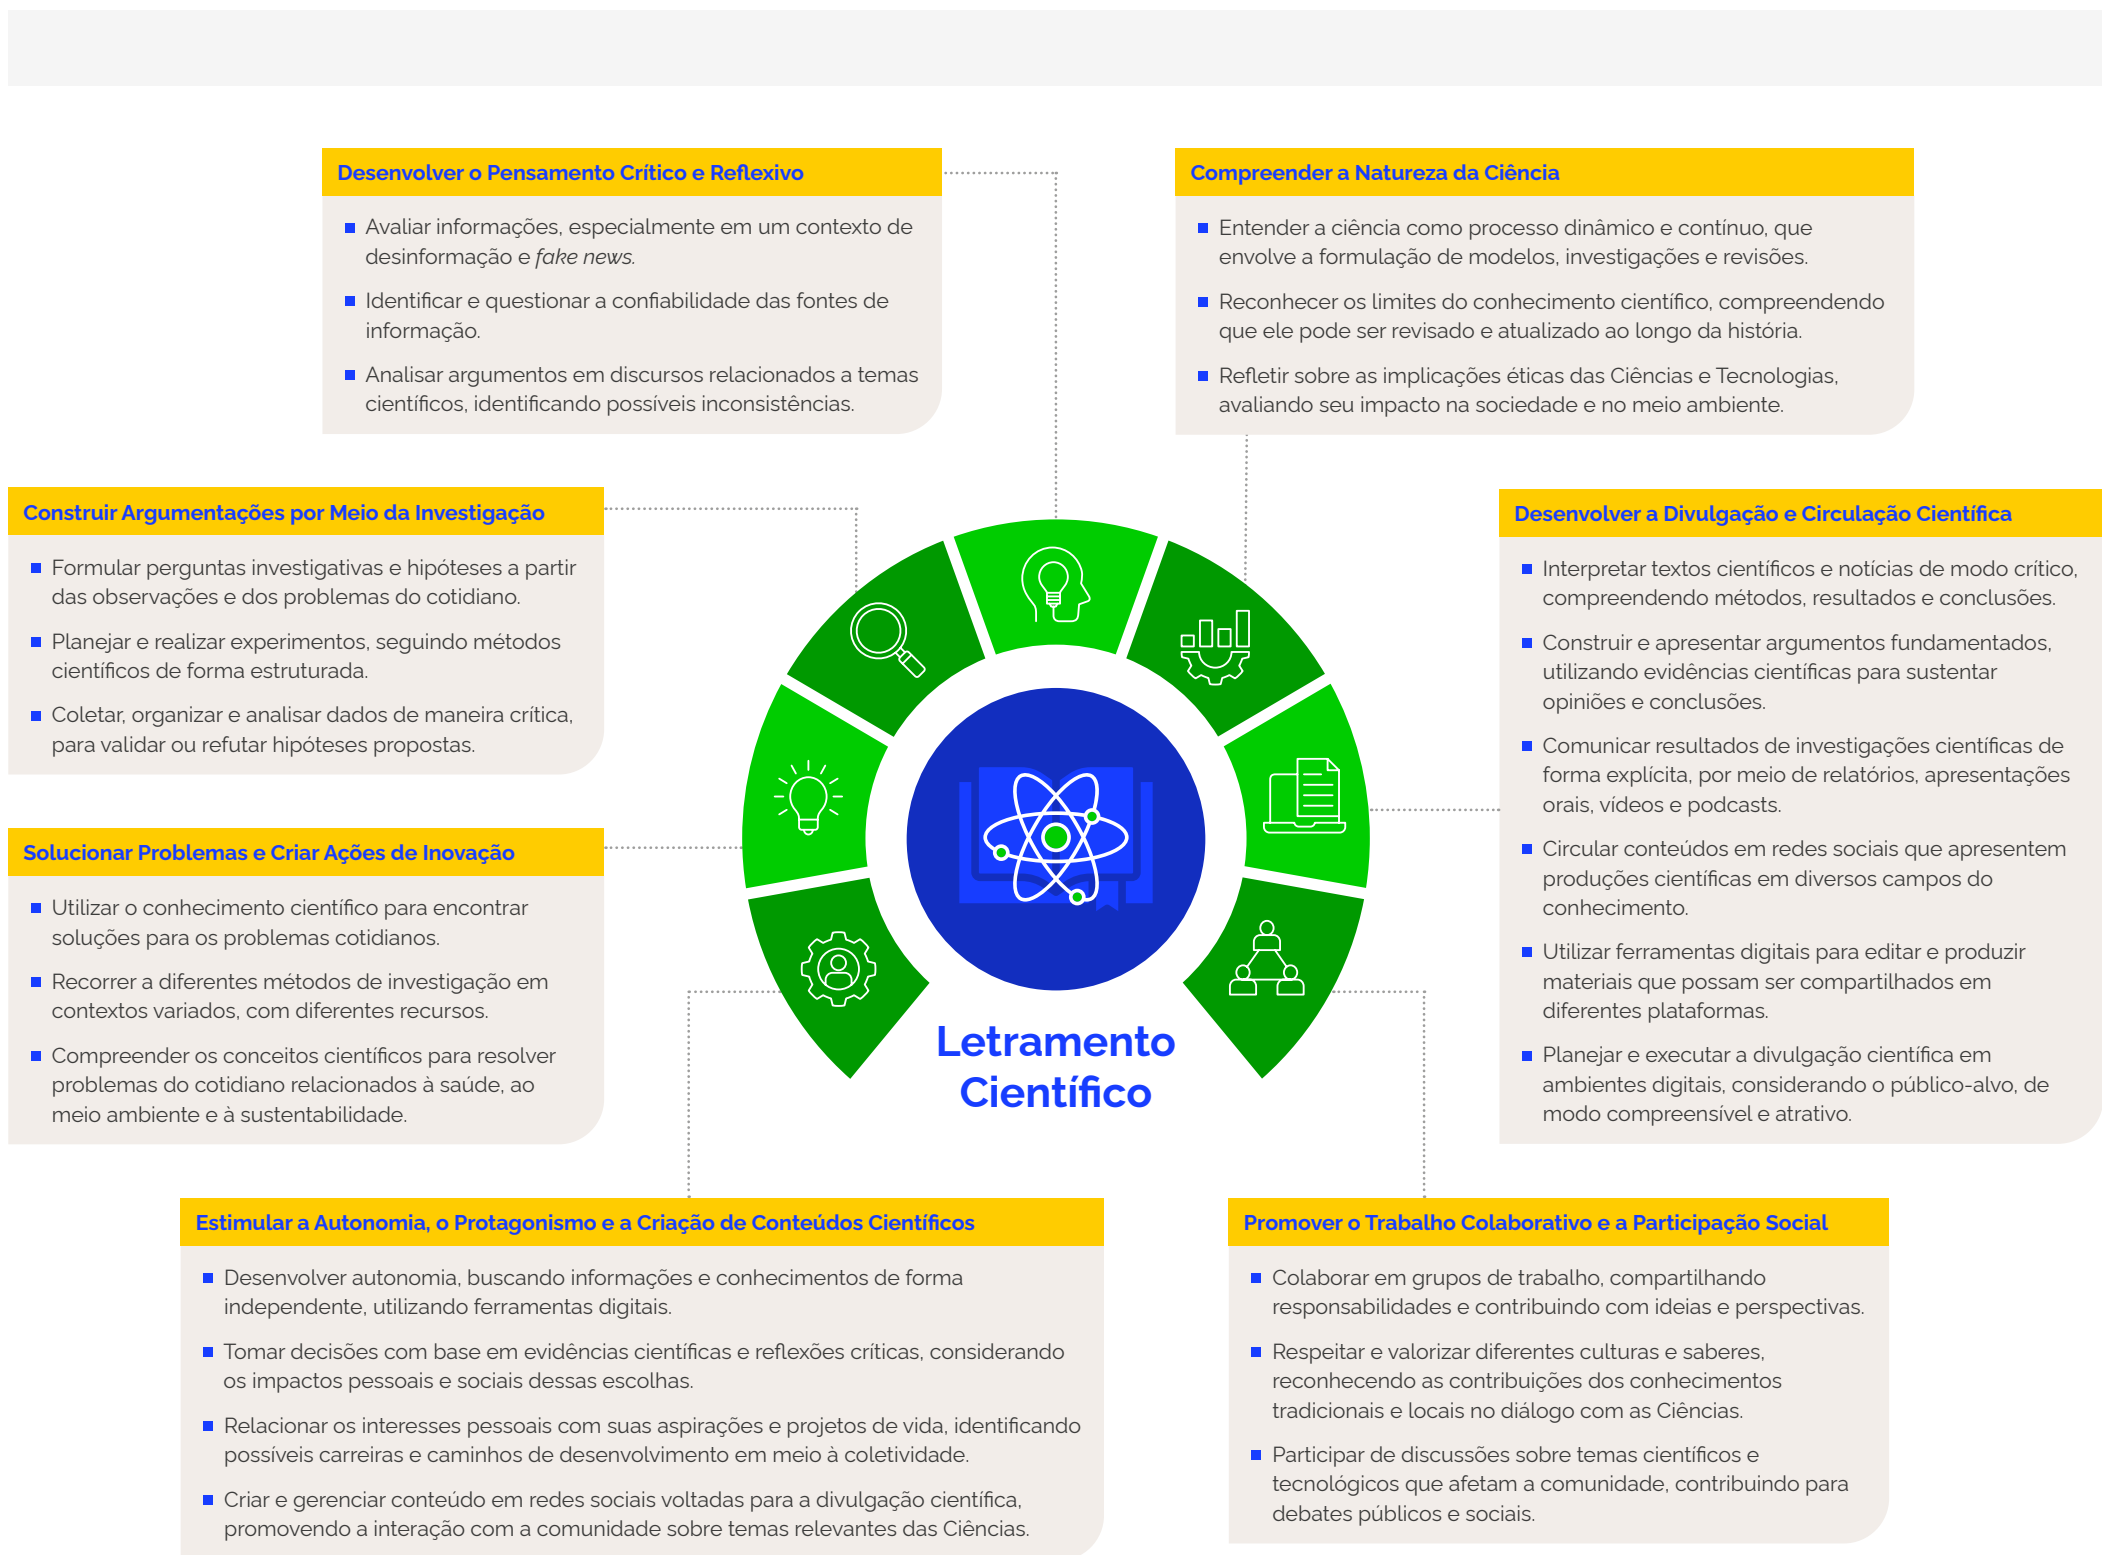 Desenvolver o Pensamento Crítico e Reflexivo
Avaliar informações, especialmente em um contexto de
desinformação e fake news.
Identificar e questionar a confiabilidade das fontes de
informação.
Analisar argumentos em discursos relacionados a temas
científicos, identificando possíveis inconsistências.
Compreender a Natureza da Ciência
Entender a ciência como processo dinâmico e contínuo, que
envolve a formulação de modelos, investigações e revisões.
Reconhecer os limites do conhecimento científico, compreendendo
que ele pode ser revisado e atualizado ao longo da história.
Refletir sobre as implicações éticas das Ciências e Tecnologias,
avaliando seu impacto na sociedade e no meio ambiente.
Construir Argumentações por Meio da Investigação
Formular perguntas investigativas e hipóteses a partir
das observações e dos problemas do cotidiano.
Planejar e realizar experimentos, seguindo métodos
científicos de forma estruturada.
Coletar, organizar e analisar dados de maneira crítica,
para validar ou refutar hipóteses propostas.
Desenvolver a Divulgação e Circulação Científica
Interpretar textos científicos e notícias de modo crítico,
compreendendo métodos, resultados e conclusões.
Construir e apresentar argumentos fundamentados,
utilizando evidências científicas para sustentar
opiniões e conclusões.
Comunicar resultados de investigações científicas de
forma explícita, por meio de relatórios, apresentações
orais, vídeos e podcasts.
Circular conteúdos em redes sociais que apresentem
produções científicas em diversos campos do
conhecimento.
Utilizar ferramentas digitais para editar e produzir
materiais que possam ser compartilhados em
diferentes plataformas.
Planejar e executar a divulgação científica em
ambientes digitais, considerando o público-alvo, de
modo compreensível e atrativo.
Solucionar Problemas e Criar Ações de Inovação
Utilizar o conhecimento científico para encontrar
soluções para os problemas cotidianos.
Recorrer a diferentes métodos de investigação em
contextos variados, com diferentes recursos.
Compreender os conceitos científicos para resolver
problemas do cotidiano relacionados à saúde, ao
meio ambiente e à sustentabilidade.
Letramento
Científico
Estimular a Autonomia, o Protagonismo e a Criação de Conteúdos Científicos
Desenvolver autonomia, buscando informações e conhecimentos de forma
independente, utilizando ferramentas digitais.
Tomar decisões com base em evidências científicas e reflexões críticas, considerando
os impactos pessoais e sociais dessas escolhas.
Relacionar os interesses pessoais com suas aspirações e projetos de vida, identificando
possíveis carreiras e caminhos de desenvolvimento em meio à coletividade.
Criar e gerenciar conteúdo em redes sociais voltadas para a divulgação científica,
promovendo a interação com a comunidade sobre temas relevantes das Ciências.
Promover o Trabalho Colaborativo e a Participação Social
Colaborar em grupos de trabalho, compartilhando
responsabilidades e contribuindo com ideias e perspectivas.
Respeitar e valorizar diferentes culturas e saberes,
reconhecendo as contribuições dos conhecimentos
tradicionais e locais no diálogo com as Ciências.
Participar de discussões sobre temas científicos e
tecnológicos que afetam a comunidade, contribuindo para
debates públicos e sociais.